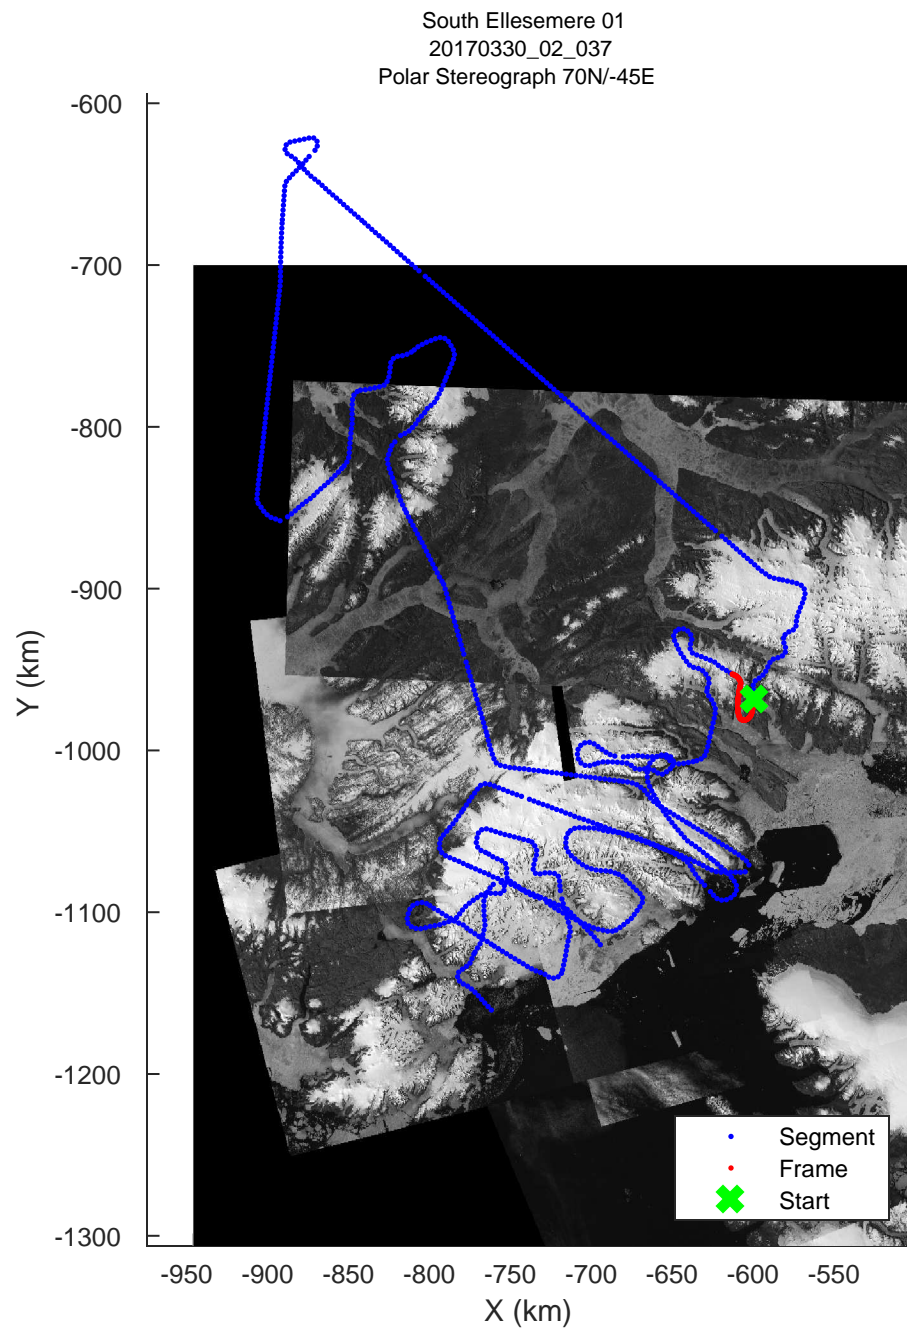 South Ellesemere 01
20170330_02_037
Polar Stereograph 70N/-45E
-600
-700
-800
-900
-1000
-1100
-1200
-1300
Y (km)
Segment
Frame
Start
-950 -900 -850 -800 -750 -700 -650 -600 -550
X (km)